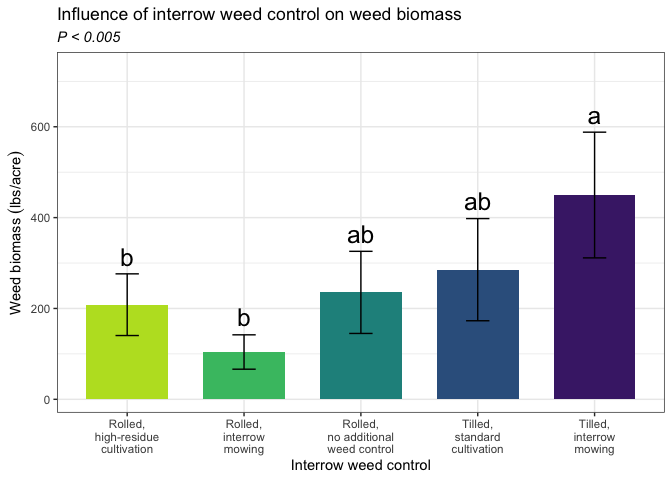 Influence of interrow weed control on weed biomass
P < 0.005
Weed biomass (lbs/acre)
600
400
200
0
b
b
ab
ab
a
Rolled,
high-residue
cultivation
Rolled,
interrow
mowing
Rolled,
no additional
weed control
Tilled,
standard
cultivation
Tilled,
interrow
mowing
Interrow weed control